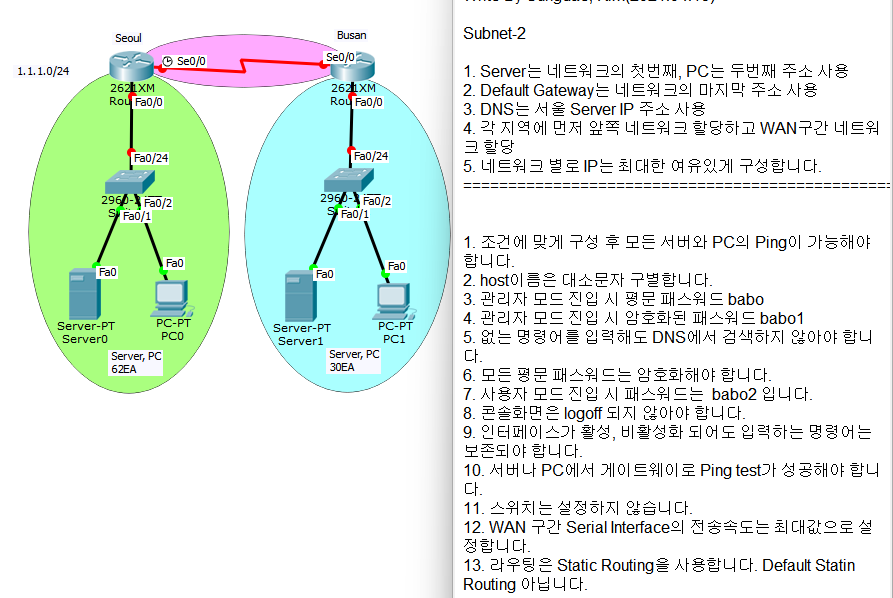 Seoul
Busan
1.1.1.0/24
Se0/0
Se0/0
2621XM
Fa0/0
2621XM
Fa0/0
Fa0/24
Fa0/24
Fa0/2
Fa0/1
Fa0/2
Fa0/1
Fa0
Fa0
Fa0
Fa0
Server-PT
Server0
PC-PT
PC0
Server-PT
Server1
PC-PT
PC1
Server, PC
62EA
Server, PC
30EA
Subnet-2
1. Server는 네트워크의 첫번째, PC는 두번째 주소 사용
2. Default Gateway는 네트워크의 마지막 주소 사용
3. DNS는 서울 Server IP 주소 사용
4. 각 지역에 먼저 앞쪽 네트워크 할당하고 WAN구간 네트워
크 할당
5. 네트워크 별로 IP는 최대한 여유있게 구성합니다.
================================================
1. 조건에 맞게 구성 후 모든 서버와 PC의 Ping이 가능해야
합니다.
2. host이름은 대소문자 구별합니다.
3. 관리자 모드 진입 시 평문 패스워드 babo
4. 관리자 모드 진입 시 암호화된 패스워드 babo1
5. 없는 명령어를 입력해도 DNS에서 검색하지 않아야 합니
다.
6. 모든 평문 패스워드는 암호화해야 합니다.
7. 사용자 모드 진입 시 패스워드는 babo2 입니다.
8. 콘솔화면은 logoff 되지 않아야 합니다.
9. 인터페이스가 활성, 비활성화 되어도 입력하는 명령어는
보존되야 합니다.
10. 서버나 PC에서 게이트웨이로 Ping test가 성공해야 합니
다.
11. 스위치는 설정하지 않습니다.
12. WAN 구간 Serial Interface의 전송속도는 최대값으로 설
정합니다.
13. 라우팅은 Static Routing을 사용합니다. Default Statin
Routing 아닙니다.